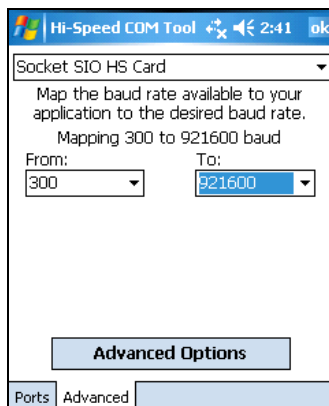 Hi-Speed COM Tool 2:41 ok
Socket SIO HS Card
Map the baud rate available to your
application to the desired baud rate.
Mapping 300 to 921600 baud
From: To:
300 921600
Advanced Options
Ports Advanced